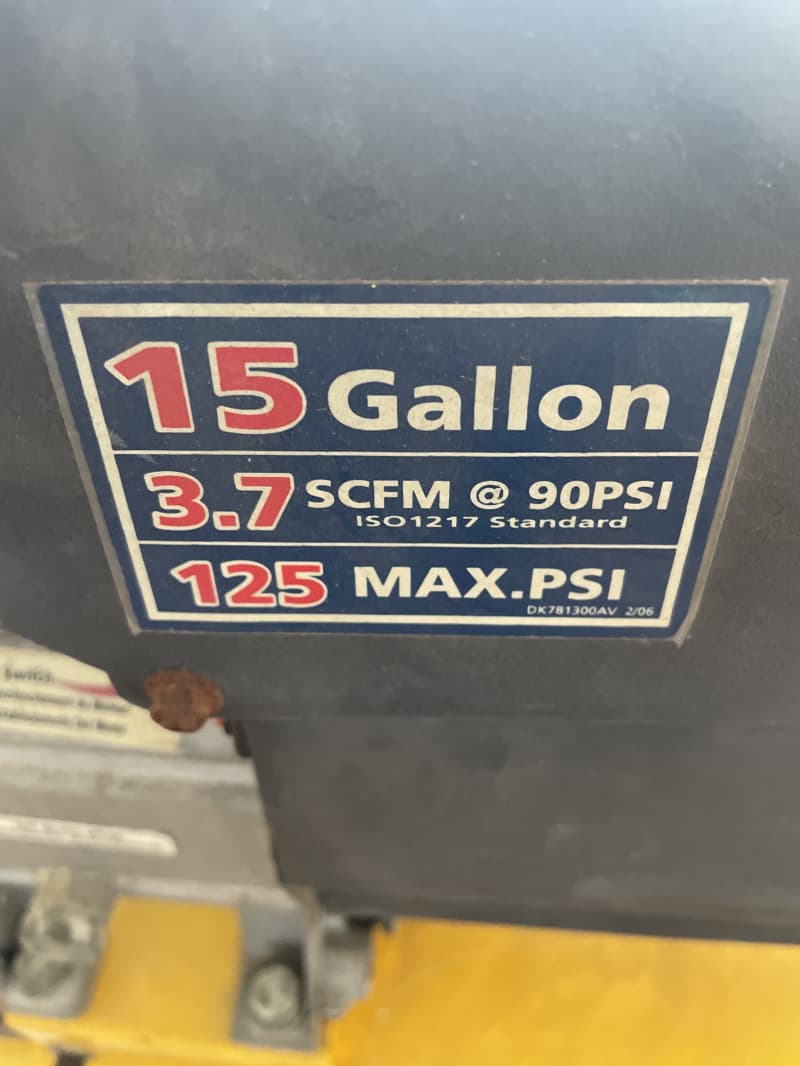 15 Gallon
3.7 SCFM @ 90PSI
ISO1217 Standard
125 MAX.PSI
DK781300AV 2/06